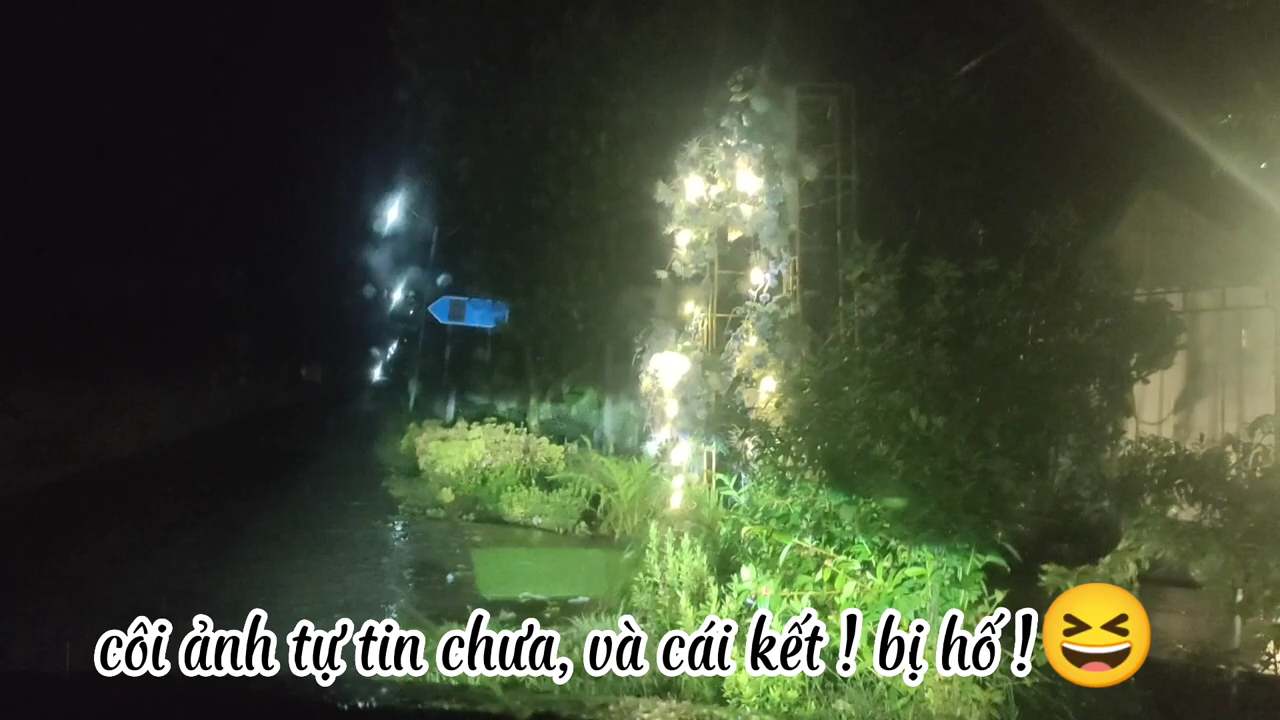 côi ảnh tự tin chưa, và cái kết ! bị hố !😆